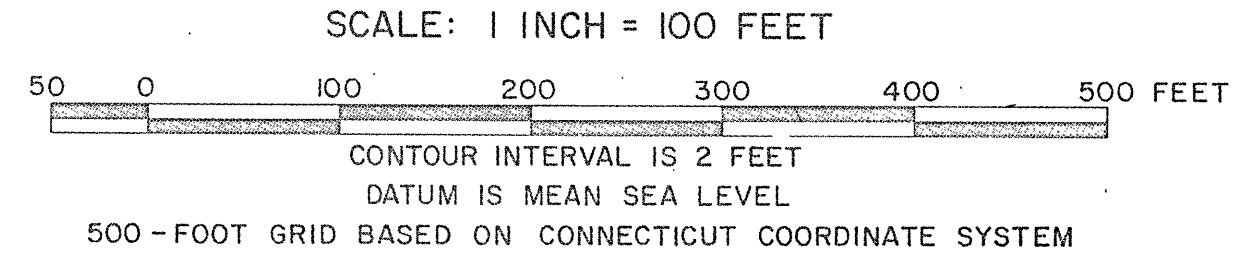 SCALE: 1 INCH = 100 FEET
50 0 100 200 300 400 500 FEET
CONTOUR INTERVAL IS 2 FEET
DATUM IS MEAN SEA LEVEL
500-FOOT GRID BASED ON CONNECTICUT COORDINATE SYSTEM